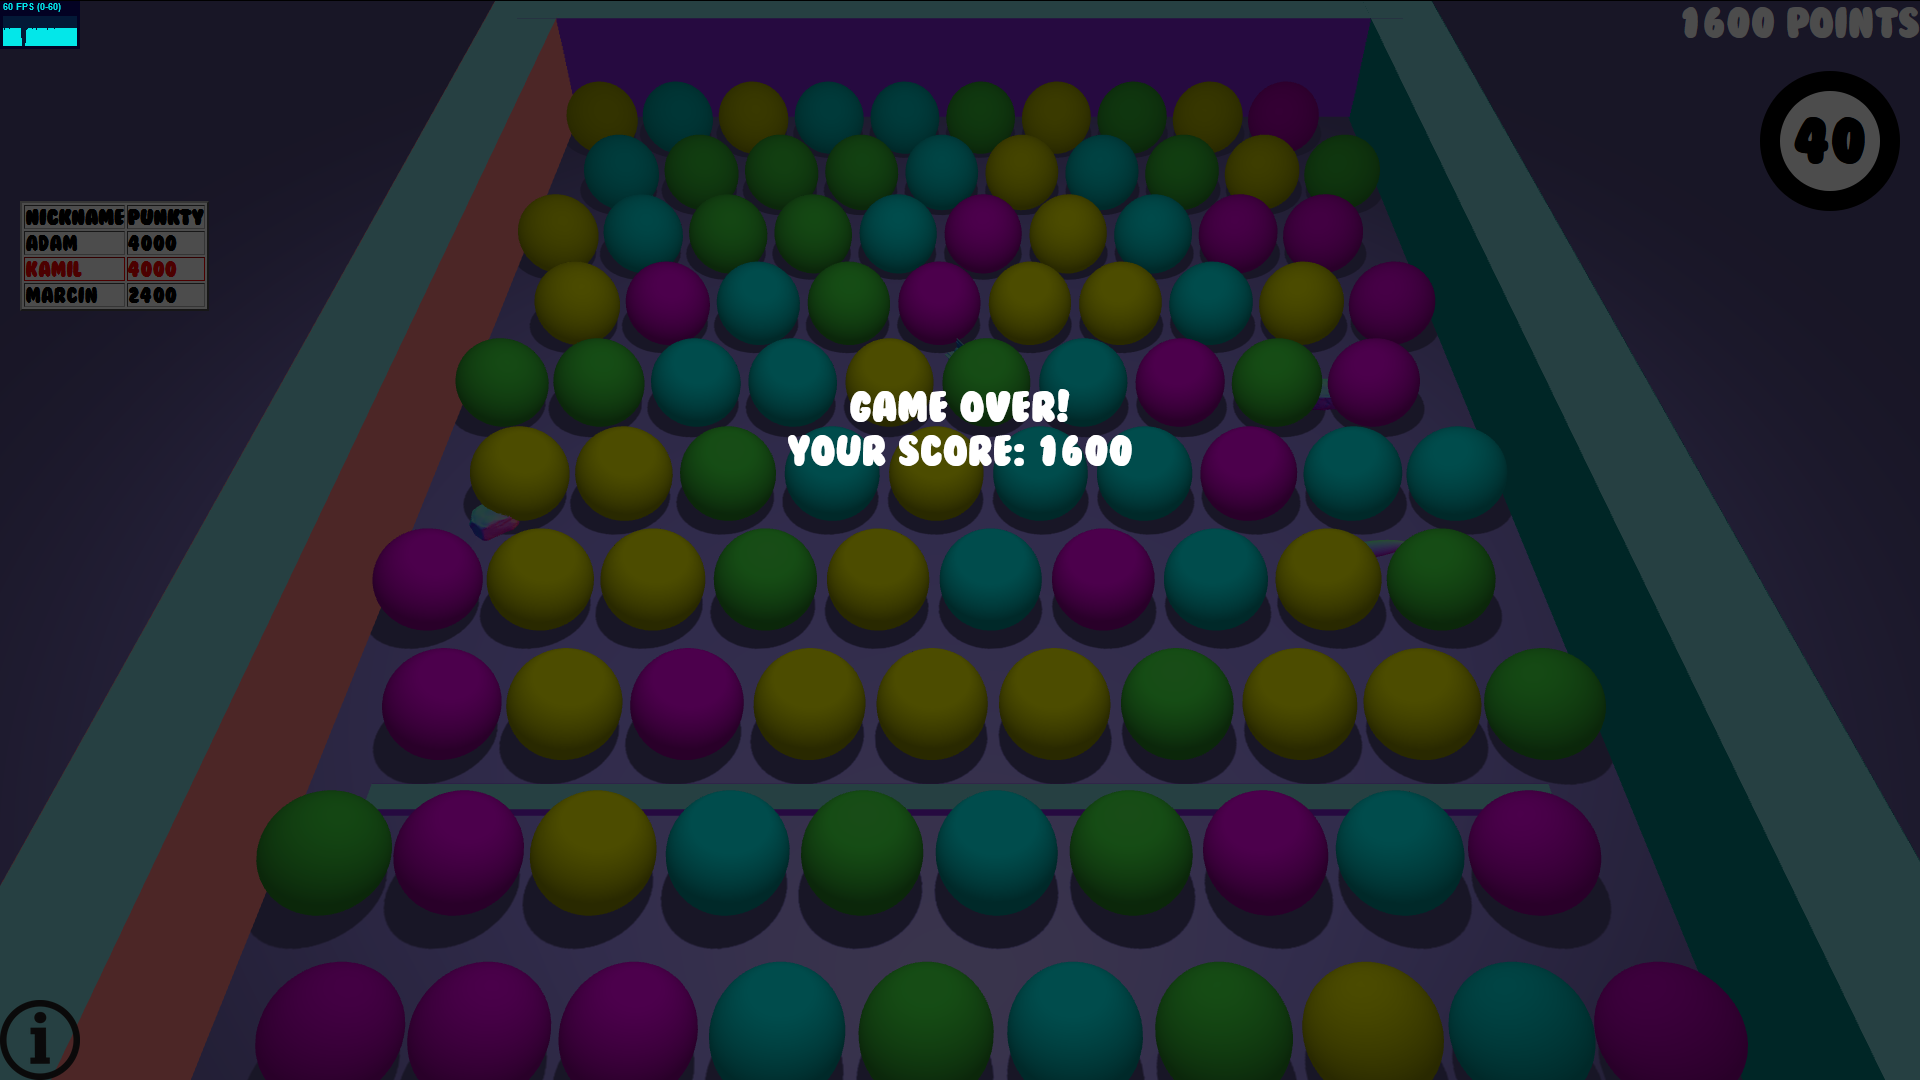 60 FPS (0-60)
1600 POINTS
40
NICKNAME PUNKTY
ADAM 4000
KAMIL 4000
MARCIN 2400
GAME OVER!
YOUR SCORE: 1600
i